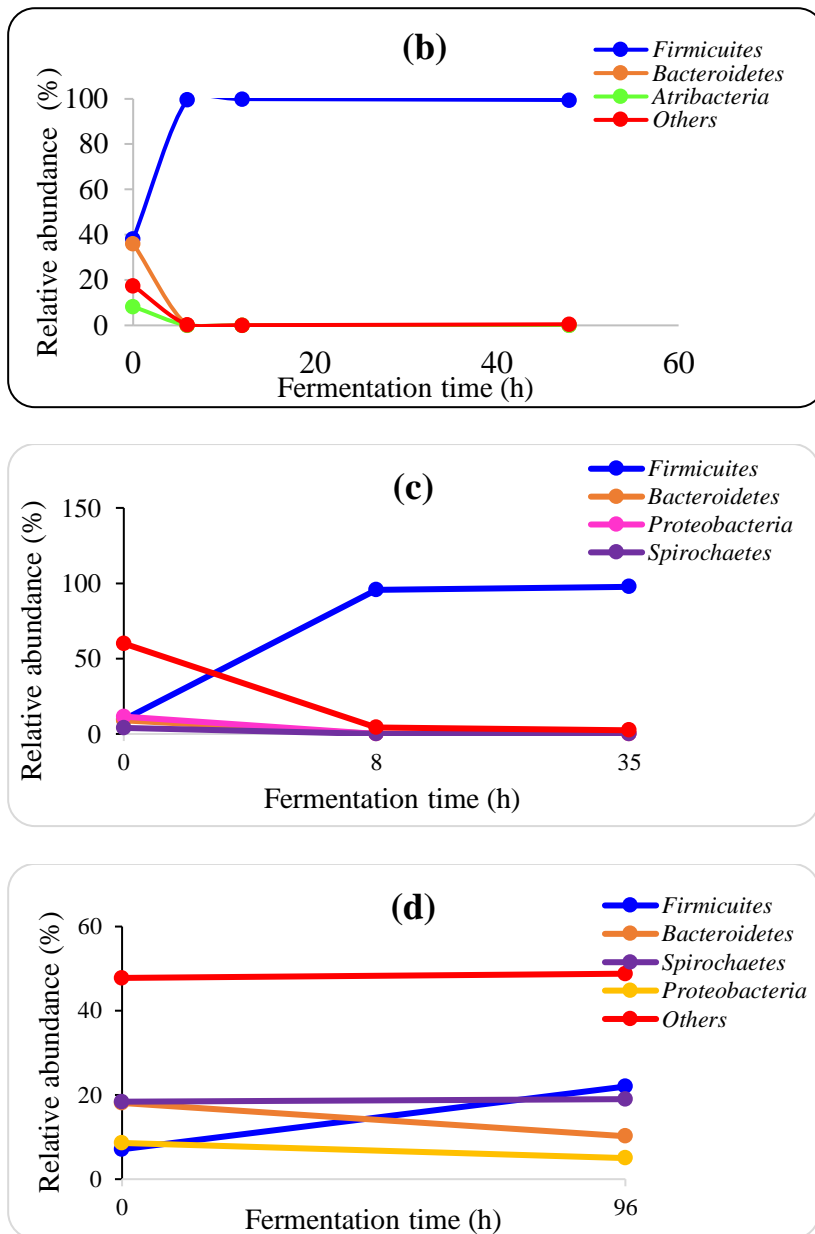 (b)
Firmicuites
Bacteroidetes
Atribacteria
Others
Relative abundance (%)
100
80
60
40
20
0
0 20 40 60
Fermentation time (h)
(c)
Firmicuites
Bacteroidetes
Proteobacteria
Spirochaetes
Relative abundance (%)
150
100
50
0
0 8 35
Fermentation time (h)
(d)
Firmicuites
Bacteroidetes
Spirochaetes
Proteobacteria
Others
Relative abundance (%)
60
40
20
0
0 96
Fermentation time (h)